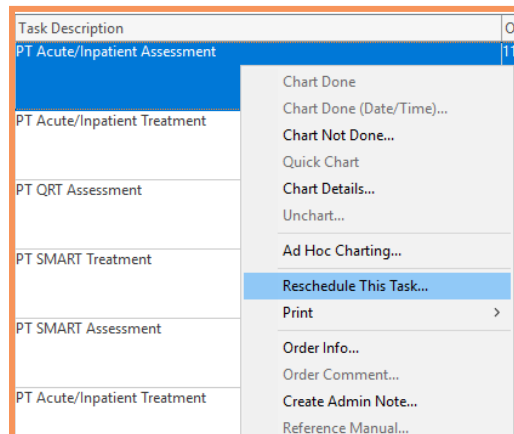 Task Description
PT Acute/Inpatient Assessment
Chart Done
Chart Done (Date/Time)...
PT Acute/Inpatient Treatment
Chart Not Done...
Quick Chart
PT QRT Assessment
Chart Details...
Unchart...
Ad Hoc Charting...
PT SMART Treatment
Reschedule This Task...
Print >
PT SMART Assessment
Order Info...
Order Comment...
PT Acute/Inpatient Treatment
Create Admin Note...
Reference Manual...